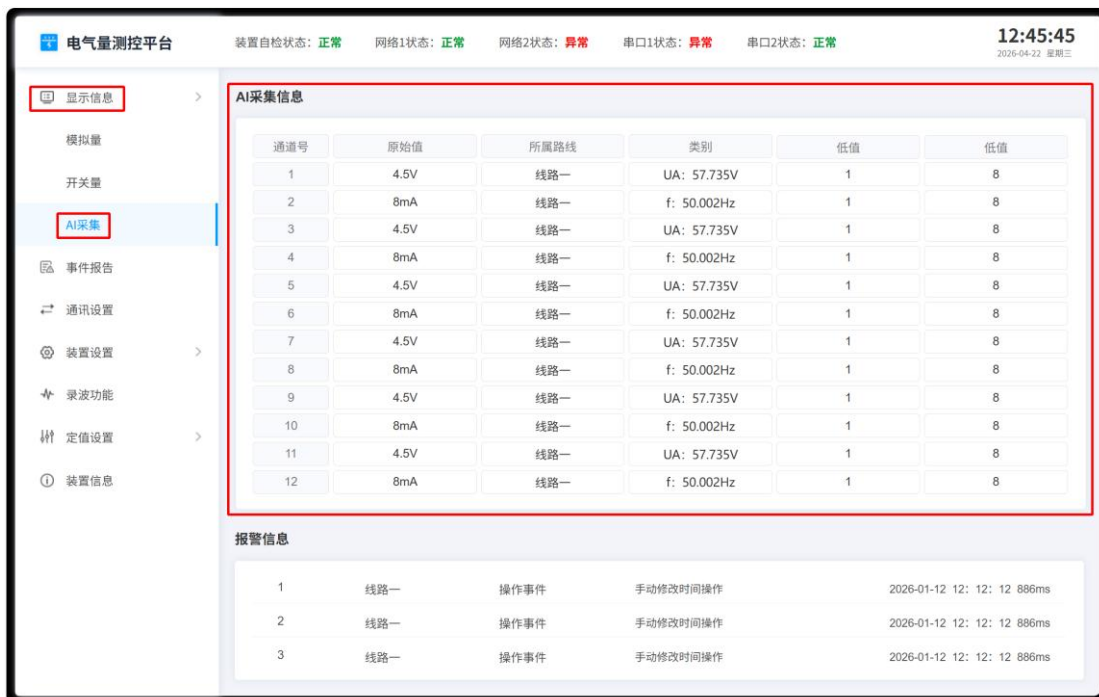 电气量测控平台 装置自检状态：正常 网络1状态：正常 网络2状态：异常 串口1状态：异常 串口2状态：正常 12:45:45
2026-04-22 星期三
显示信息
模拟量
开关量
AI采集
事件报告
通讯设置
装置设置
录波功能
定值设置
装置信息
AI采集信息
通道号 原始值 所属路线 类别 低值 低值
1 4.5V 线路一 UA：57.735V 1 8
2 8mA 线路一 f：50.002Hz 1 8
3 4.5V 线路一 UA：57.735V 1 8
4 8mA 线路一 f：50.002Hz 1 8
5 4.5V 线路一 UA：57.735V 1 8
6 8mA 线路一 f：50.002Hz 1 8
7 4.5V 线路一 UA：57.735V 1 8
8 8mA 线路一 f：50.002Hz 1 8
9 4.5V 线路一 UA：57.735V 1 8
10 8mA 线路一 f：50.002Hz 1 8
11 4.5V 线路一 UA：57.735V 1 8
12 8mA 线路一 f：50.002Hz 1 8
报警信息
1 线路一 操作事件 手动修改时间操作 2026-01-12 12：12：12 886ms
2 线路一 操作事件 手动修改时间操作 2026-01-12 12：12：12 886ms
3 线路一 操作事件 手动修改时间操作 2026-01-12 12：12：12 886ms